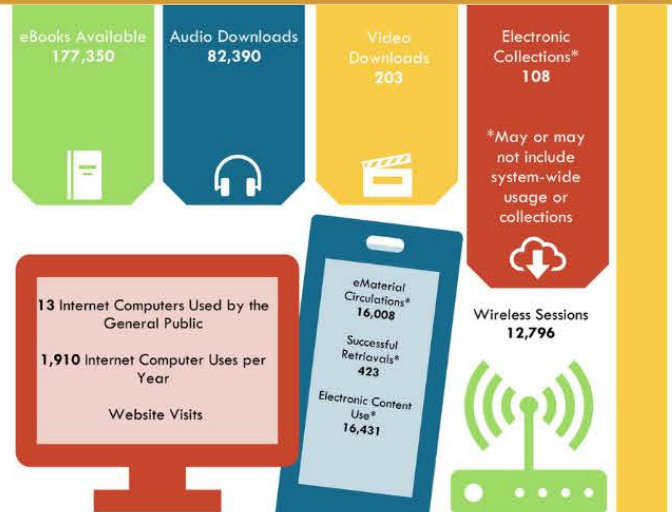 eBooks Available
177,350
Audio Downloads
82,390
Video
Downloads
203
Electronic
Collections*
108
*May or may
not include
system-wide
usage or
collections
13 Internet Computers Used by the
General Public
1,910 Internet Computer Uses per
Year
Website Visits
eMaterial
Circulations*
16,008
Successful
Retriavals*
423
Electronic Content
Use*
16,431
Wireless Sessions
12,796